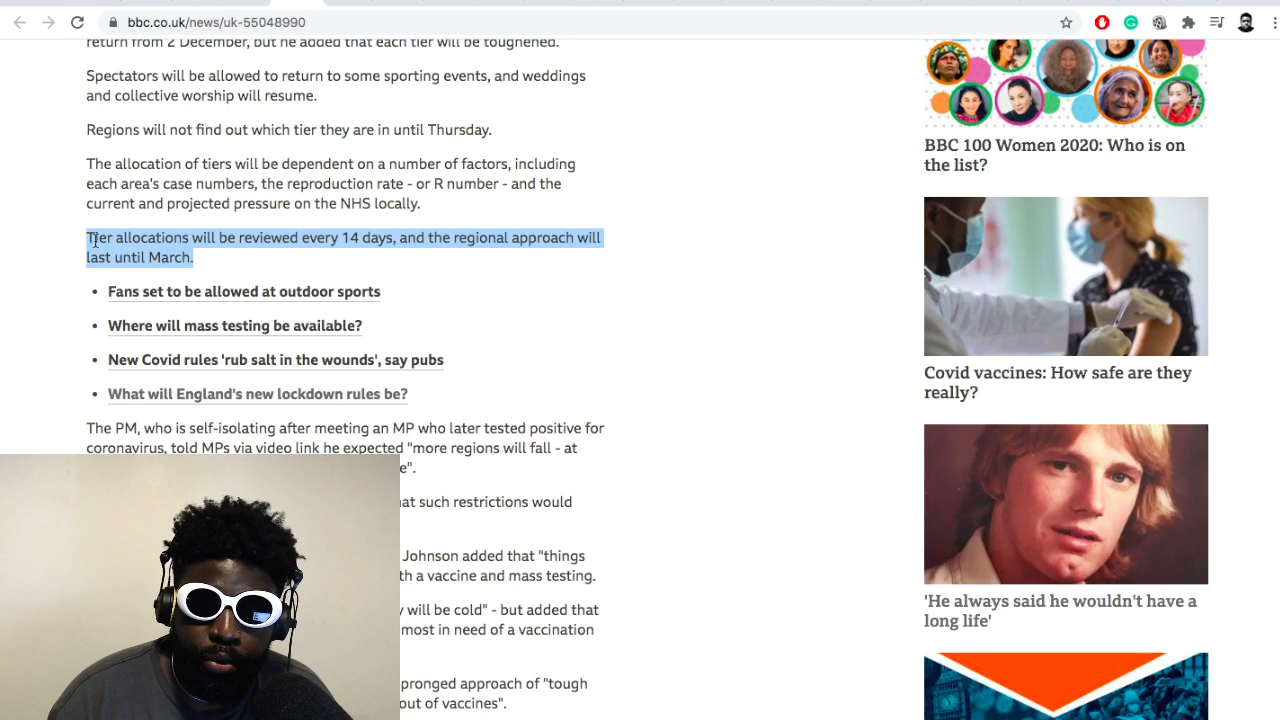 bbc.co.uk/news/uk-55048990
return from 2 December, but he added that each tier will be toughened.
Spectators will be allowed to return to some sporting events, and weddings
and collective worship will resume.
Regions will not find out which tier they are in until Thursday.
The allocation of tiers will be dependent on a number of factors, including
each area's case numbers, the reproduction rate - or R number - and the
current and projected pressure on the NHS locally.
Tier allocations will be reviewed every 14 days, and the regional approach will
last until March.
• Fans set to be allowed at outdoor sports
• Where will mass testing be available?
• New Covid rules 'rub salt in the wounds', say pubs
• What will England's new lockdown rules be?
The PM, who is self-isolating after meeting an MP who later tested positive for
coronavirus, told MPs via video link he expected "more regions will fall - at
e".
at such restrictions would
Johnson added that "things
th a vaccine and mass testing.
y will be cold" - but added that
most in need of a vaccination
pronged approach of "tough
out of vaccines".
BBC 100 Women 2020: Who is on
the list?
Covid vaccines: How safe are they
really?
'He always said he wouldn't have a
long life'